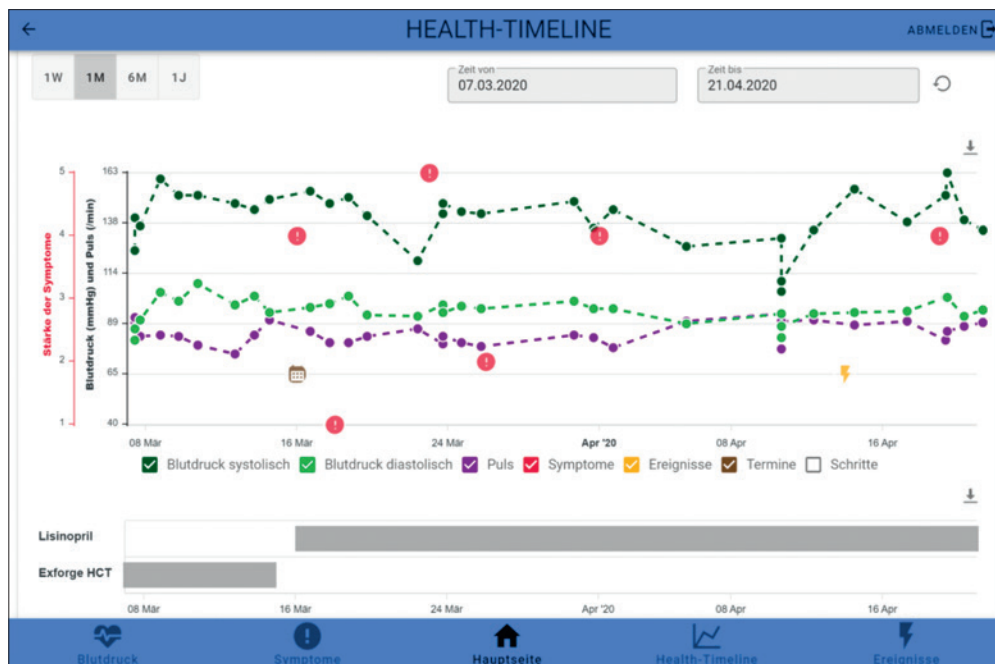 HEALTH-TIMELINE
ABMELDEN
1W 1M 6M 1J
Zeit von
07.03.2020
Zeit bis
21.04.2020
Stärke der Symptome
5
4
3
2
1
Blutdruck (mmHg) und Puls (/min)
163
138
114
89
65
40
08 Mär 16 Mär 24 Mär Apr '20 08 Apr 16 Apr
Blutdruck systolisch Blutdruck diastolisch Puls Symptome Ereignisse Termine Schritte
Lisinopril
Exforge HCT
08 Mär 16 Mär 24 Mär Apr '20 08 Apr 16 Apr
Blutdruck Symptome Hauptseite Health-Timeline Ereignisse